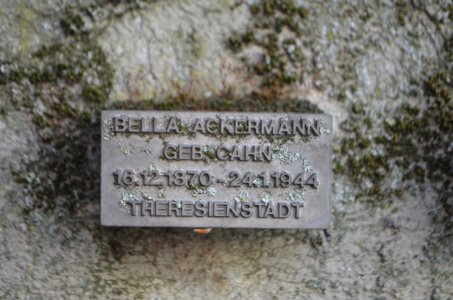 BELLA ACKERMANN
GEB. CAHN
16.12.1870 - 24.1.1944
THERESIENSTADT